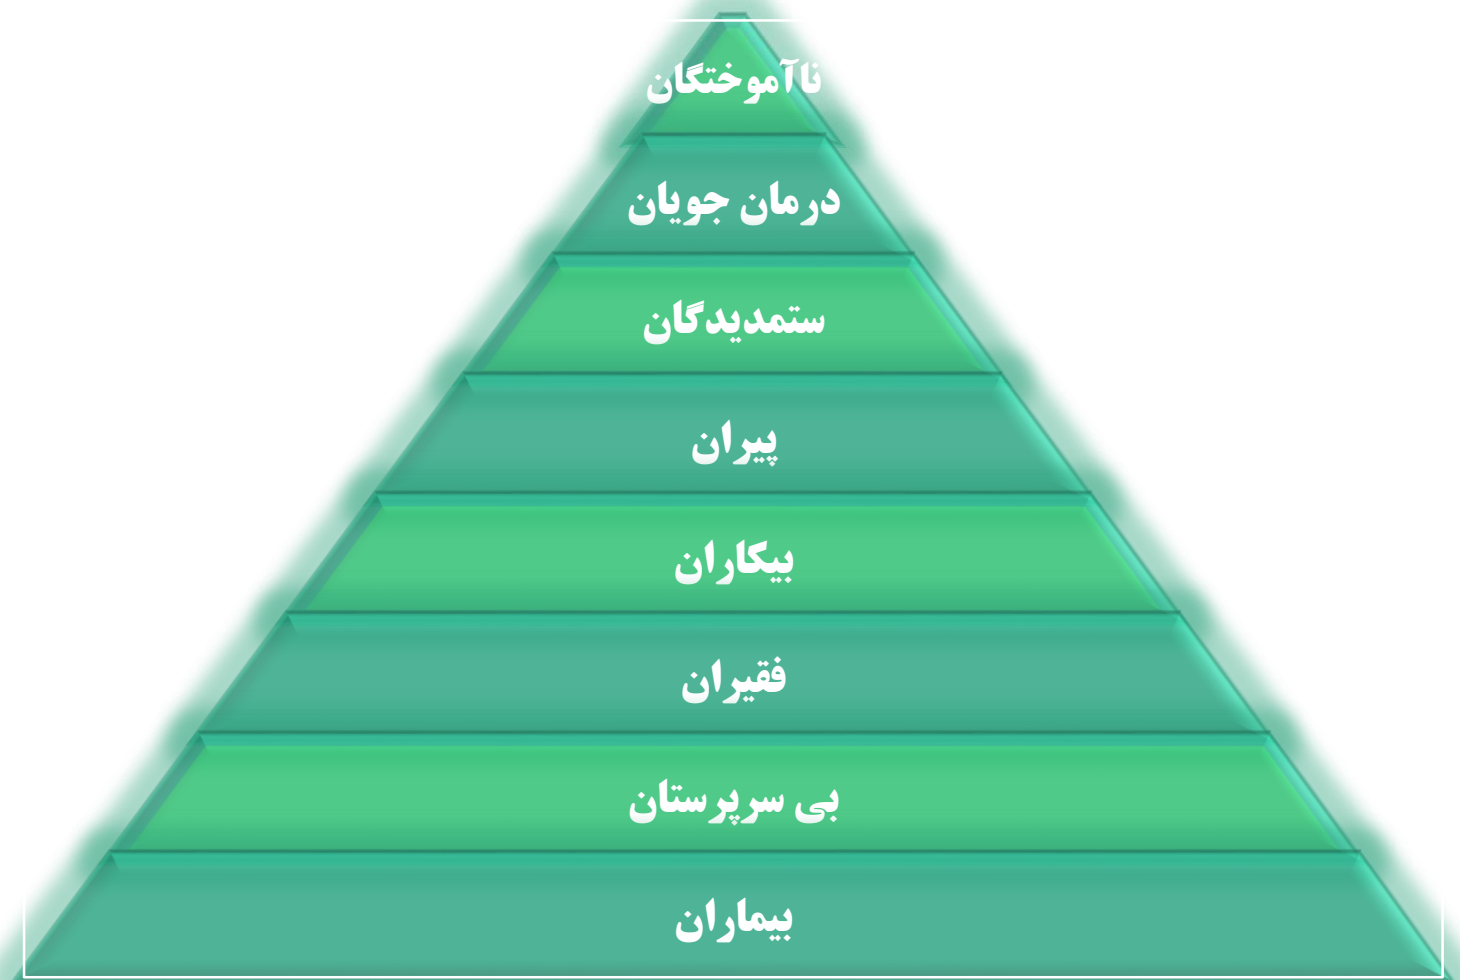 ناآموختگان
درمان جویان
ستمدیدگان
پیران
بیکاران
فقیران
بی سرپرستان
بیماران